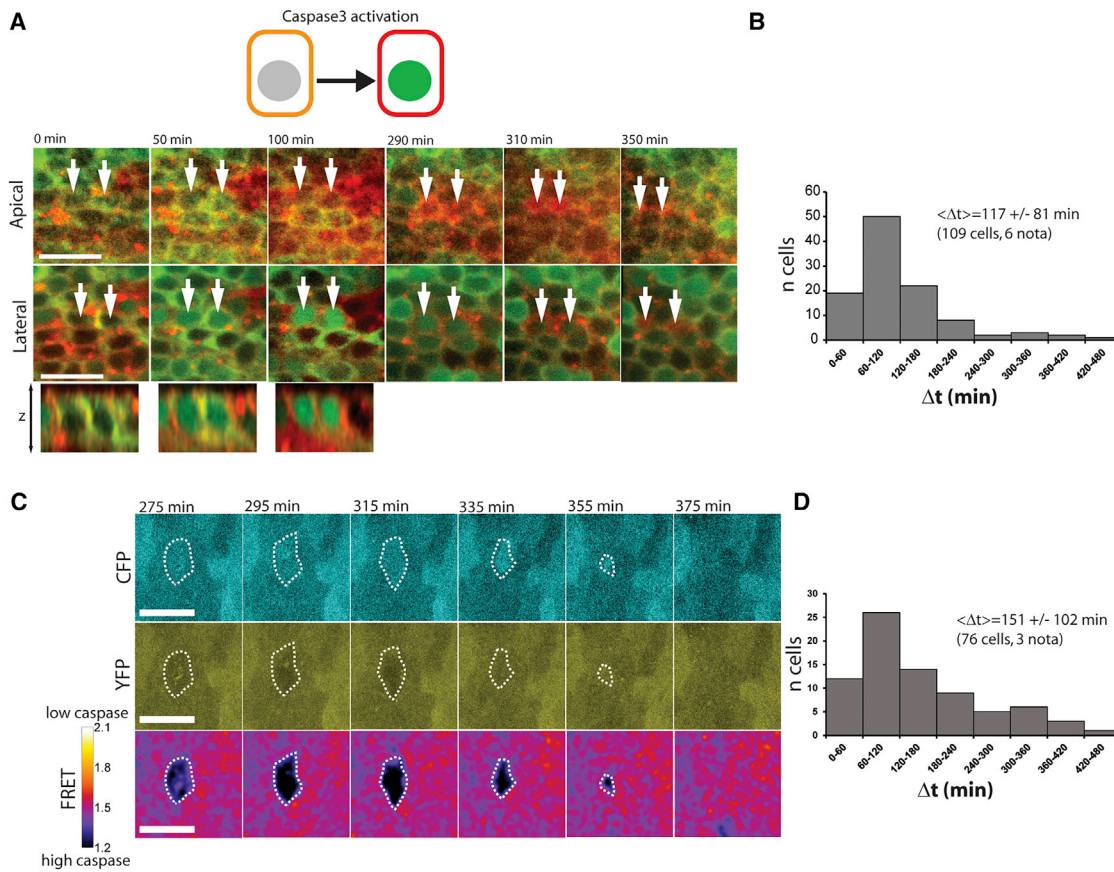 A
Caspase3 activation
0 min
50 min
100 min
290 min
310 min
350 min
Apical
Lateral
z
B
60
50
40
30
20
10
0
n cells
<Δt>=117 +/- 81 min
(109 cells, 6 nota)
0-60
60-120
120-180
180-240
240-300
300-360
360-420
420-480
Δt (min)
C
275 min
295 min
315 min
335 min
355 min
375 min
CFP
YFP
FRET
low caspase
2.1
1.8
1.5
1.2
high caspase
D
30
25
20
15
10
5
0
n cells
<Δt>=151 +/- 102 min
(76 cells, 3 nota)
0-60
60-120
120-180
180-240
240-300
300-360
360-420
420-480
Δt (min)